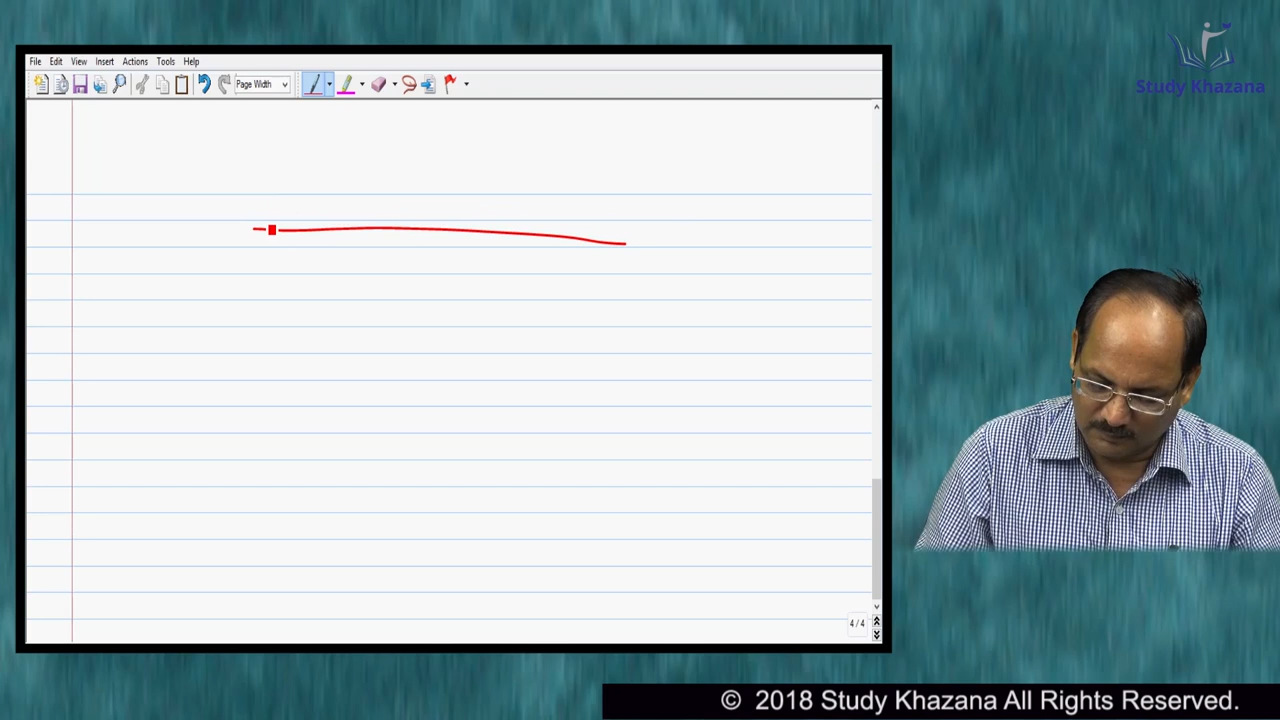 Study Khazana
File Edit View Insert Actions Tools Help
Page Width
4 / 4
© 2018 Study Khazana All Rights Reserved.